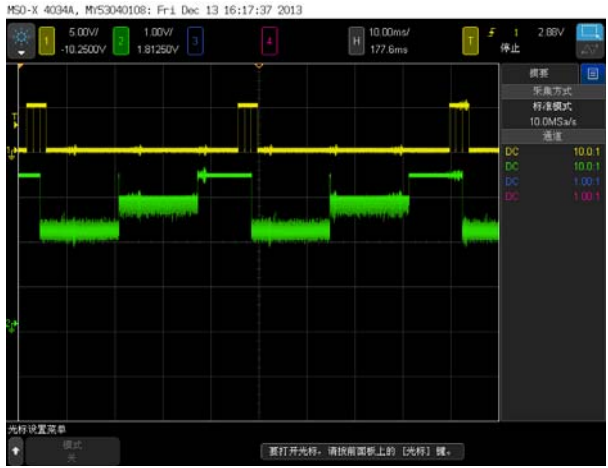 MSO-X 4034A, MY53040108: Fri Dec 13 16:17:37 2013
1 5.00V/ -10.2500V 2 1.00V/ 1.81250V 3 4 H 10.00ms/ 177.6ms T 1 2.88V 停止
摘要
采集方式
标准模式
10.0MSa/s
通道
DC 10.0:1
DC 10.0:1
DC 1.00:1
DC 1.00:1
光标设置菜单
模式
关
要打开光标，请按前面板上的 [光标] 键。